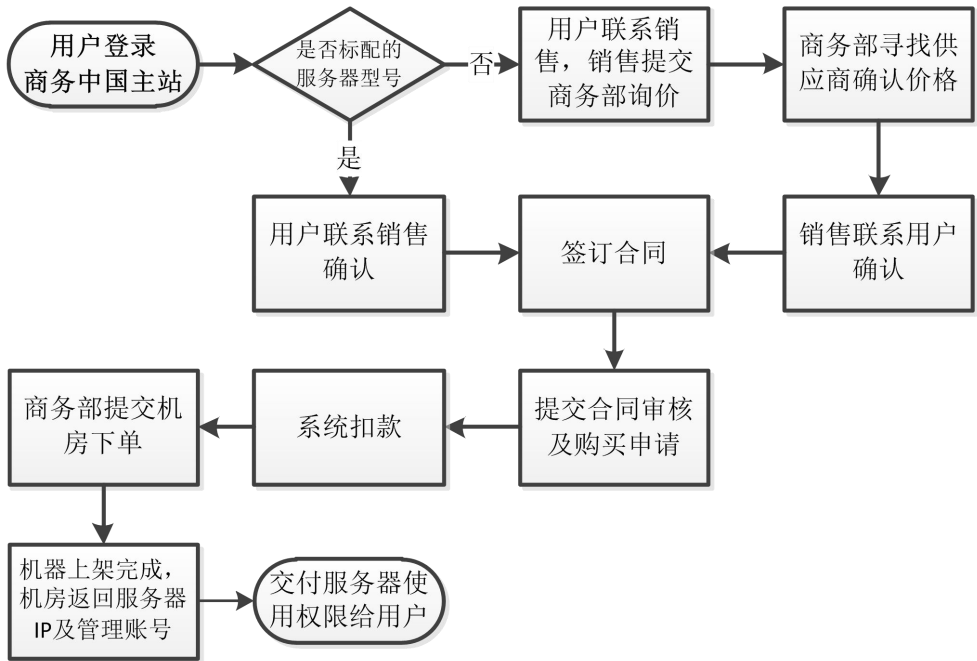 用户登录
商务中国主站
是否标配的
服务器型号
否
用户联系销
售，销售提交
商务部询价
商务部寻找供
应商确认价格
是
用户联系销售
确认
签订合同
销售联系用户
确认
商务部提交机
房下单
系统扣款
提交合同审核
及购买申请
机器上架完成，
机房返回服务器
IP及管理账号
交付服务器使
用权限给用户